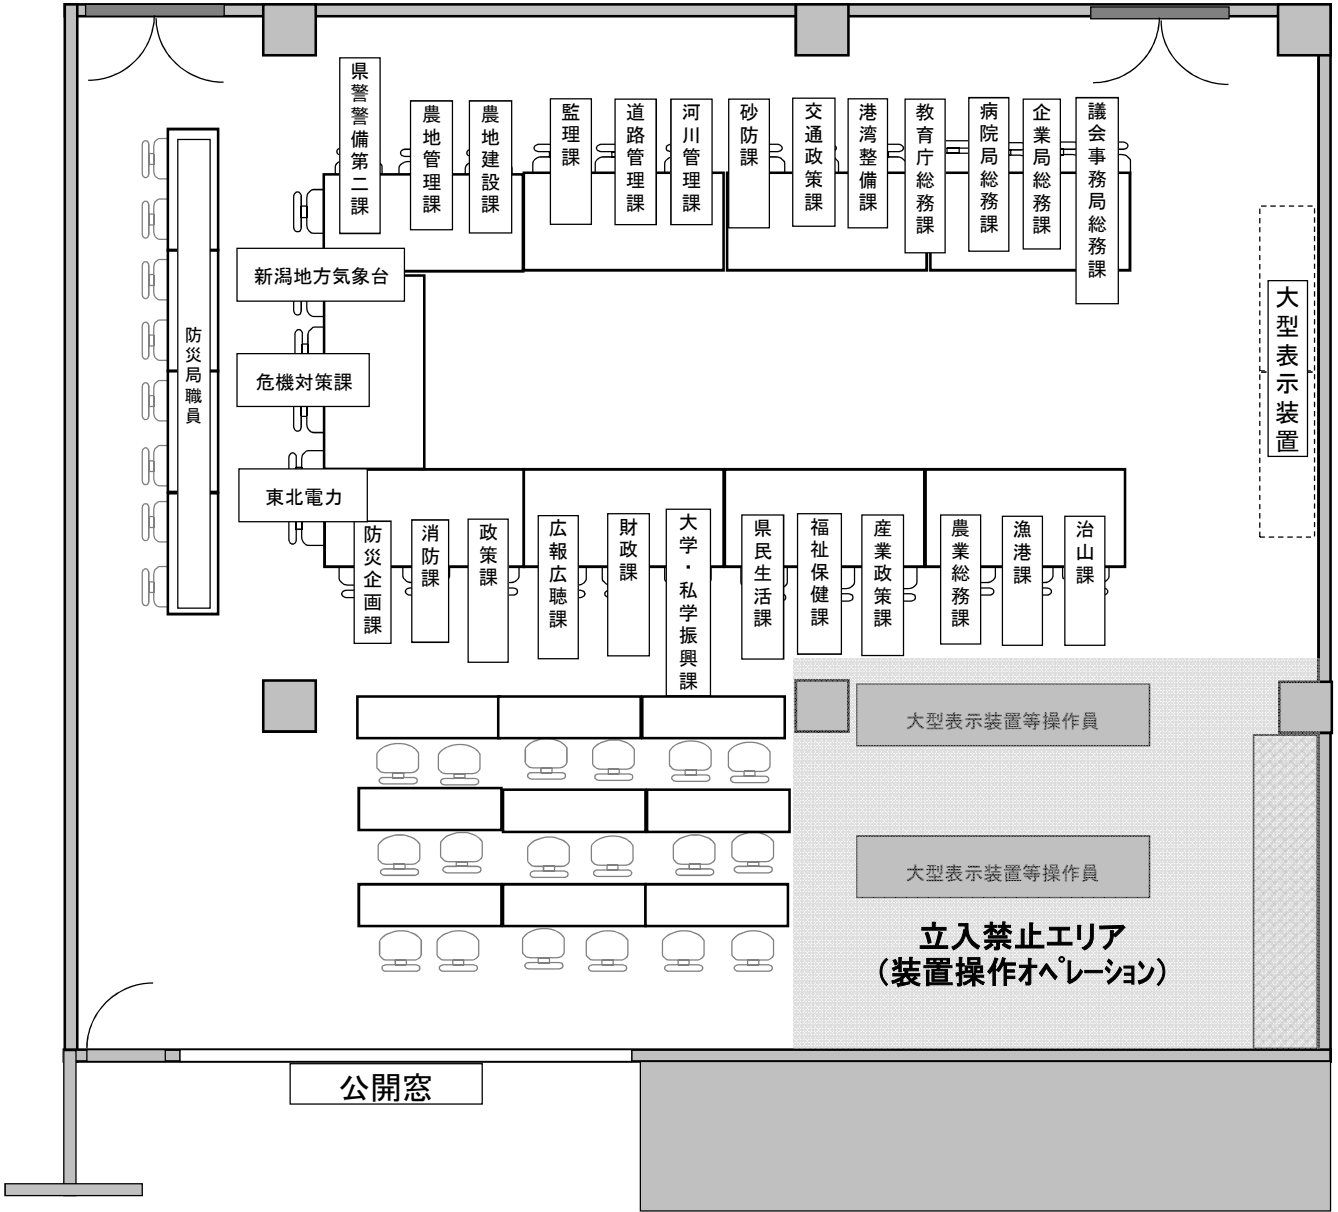 県警警備第二課
農地管理課
農地建設課
監理課
道路管理課
河川管理課
砂防課
交通政策課
港湾整備課
教育庁総務課
病院局総務課
企業局総務課
議会事務局総務課
新潟地方気象台
危機対策課
東北電力
防災局職員
大型表示装置
防災企画課
消防課
政策課
広報広聴課
財政課
大学・私学振興課
県民生活課
福祉保健課
産業政策課
農業総務課
漁港課
治山課
大型表示装置等操作員
大型表示装置等操作員
立入禁止エリア
（装置操作オペレーション）
公開窓